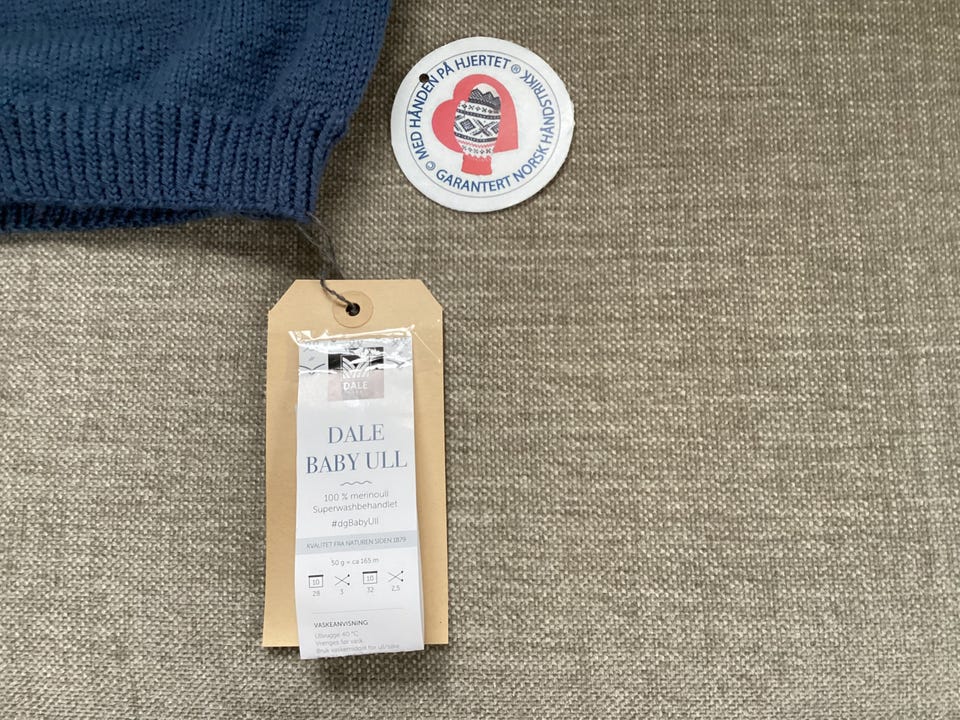 © MED HÅNDEN PÅ HJERTET ®
GARANTERT NORSK HÅNDSTRIKK
DALE
DALE
BABY ULL
100 % merinoull
Superwashbehandlet
#dgBabyUll
KVALITET FRA NATUREN SIDEN 1879
50 g = ca 165 m
10 10
28 3 32 2,5
VASKEANVISNING
Ullvugge 40 °C
Vrenges før vask
Bruk vaskemiddel for ull/silke